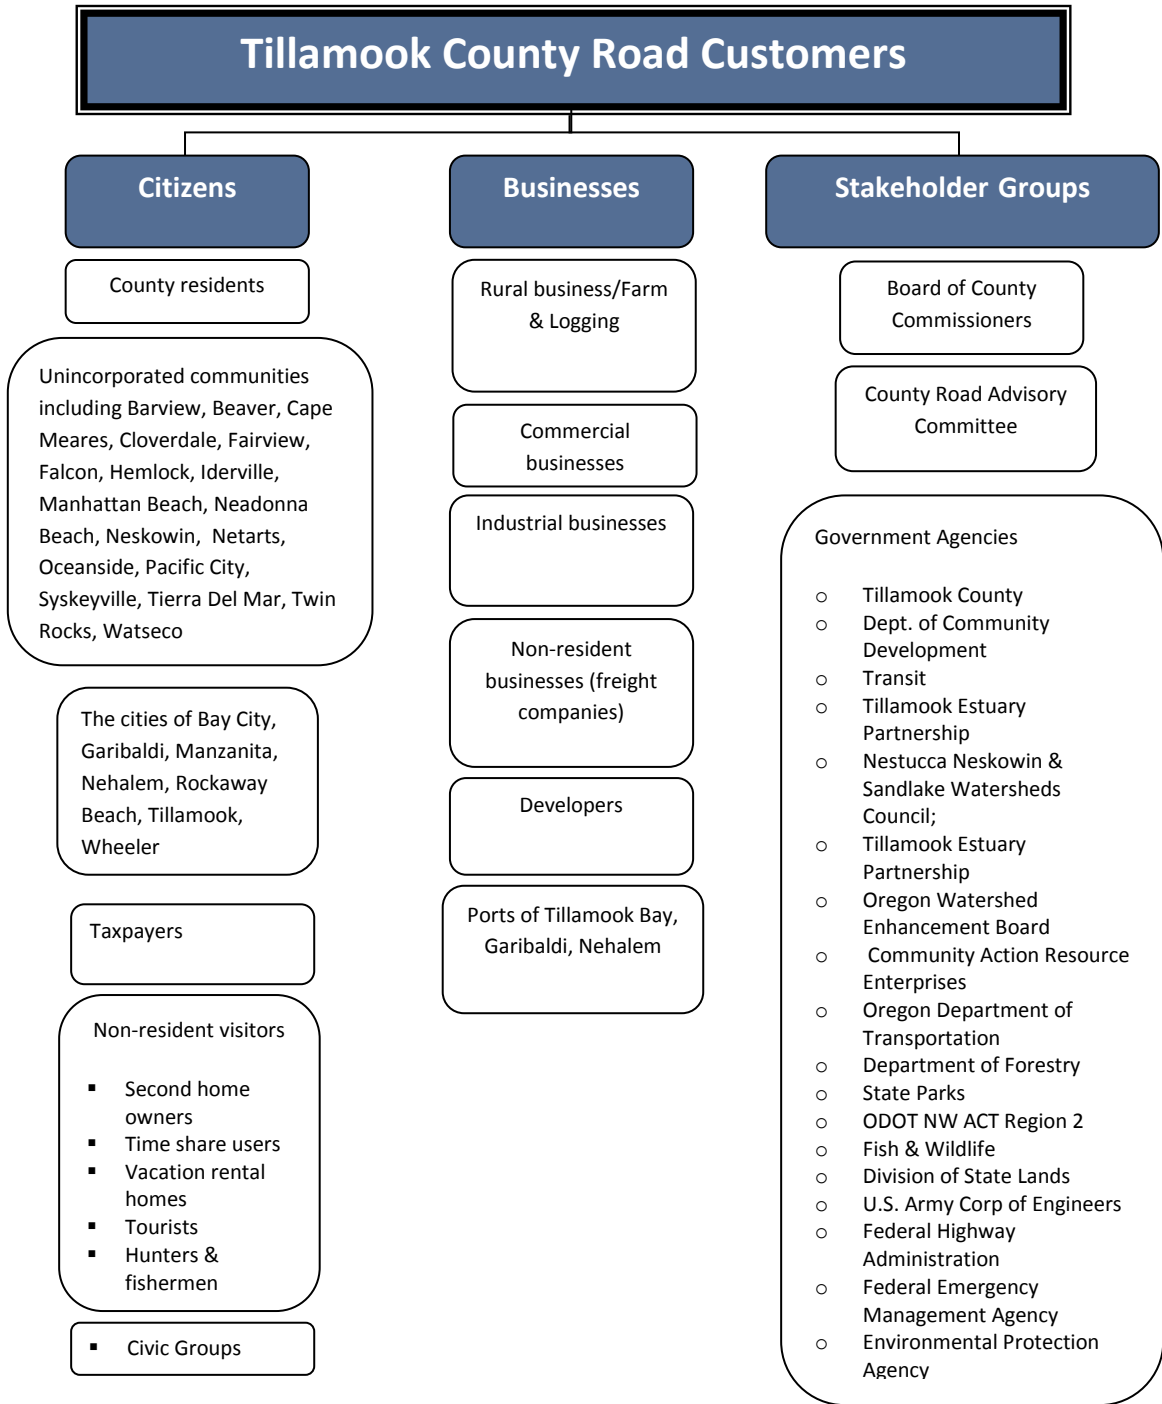 Tillamook County Road Customers
Citizens
County residents
Unincorporated communities
including Barview, Beaver, Cape
Meares, Cloverdale, Fairview,
Falcon, Hemlock, Iderville,
Manhattan Beach, Neadonna
Beach, Neskowin,  Netarts,
Oceanside, Pacific City,
Syskeyville, Tierra Del Mar, Twin
Rocks, Watseco
The cities of Bay City,
Garibaldi, Manzanita,
Nehalem, Rockaway
Beach, Tillamook,
Wheeler
Taxpayers
Non-resident visitors
▪ Second home
owners
▪ Time share users
▪ Vacation rental
homes
▪ Tourists
▪ Hunters &
fishermen
▪ Civic Groups
Businesses
Rural business/Farm
& Logging
Commercial
businesses
Industrial businesses
Non-resident
businesses (freight
companies)
Developers
Ports of Tillamook Bay,
Garibaldi, Nehalem
Stakeholder Groups
Board of County
Commissioners
County Road Advisory
Committee
Government Agencies
o Tillamook County
o Dept. of Community
Development
o Transit
o Tillamook Estuary
Partnership
o Nestucca Neskowin &
Sandlake Watersheds
Council;
o Tillamook Estuary
Partnership
o Oregon Watershed
Enhancement Board
o Community Action Resource
Enterprises
o Oregon Department of
Transportation
o Department of Forestry
o State Parks
o ODOT NW ACT Region 2
o Fish & Wildlife
o Division of State Lands
o U.S. Army Corp of Engineers
o Federal Highway
Administration
o Federal Emergency
Management Agency
o Environmental Protection
Agency